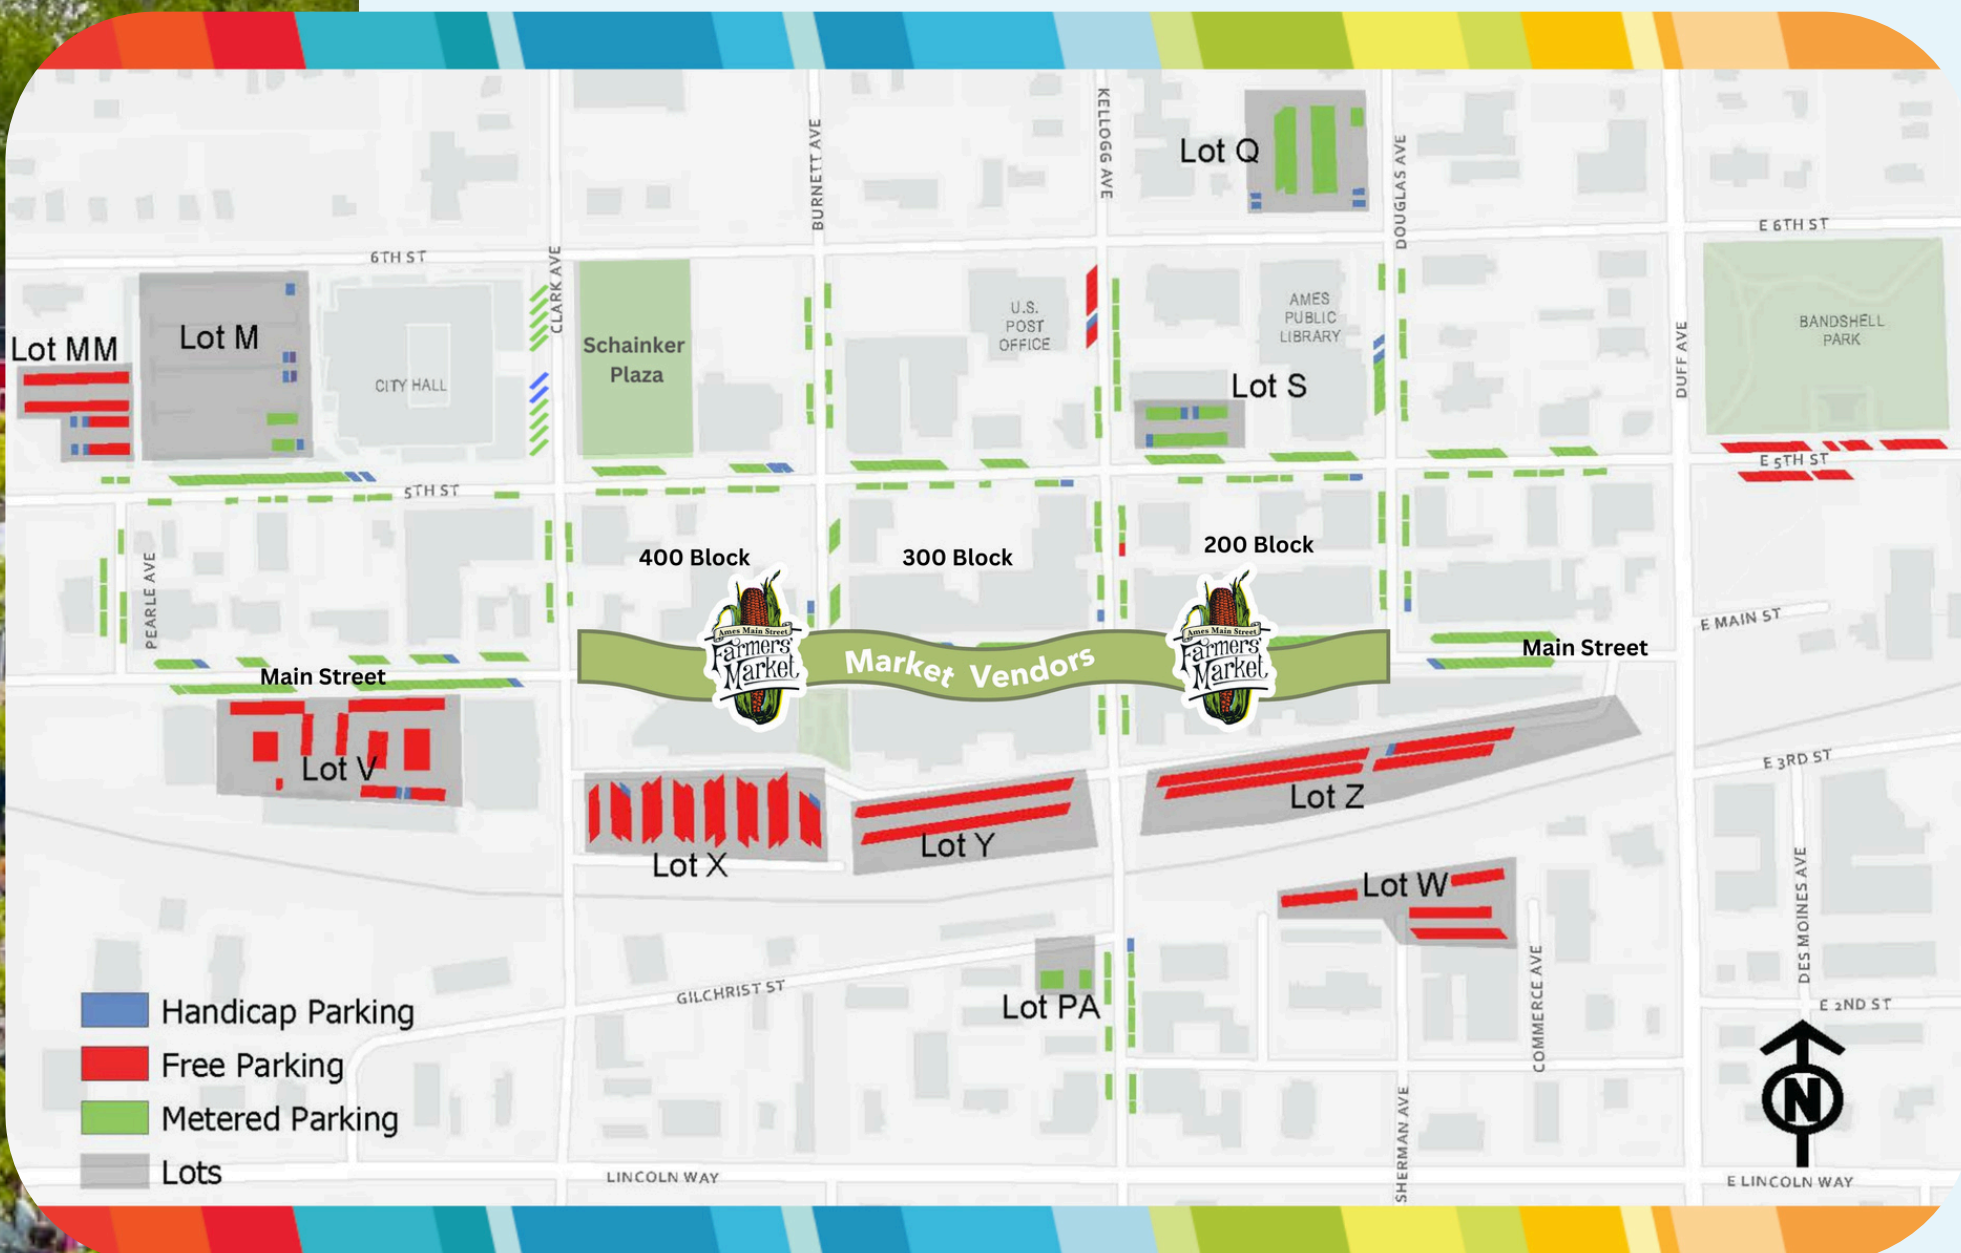 KELLOGG AVE
BURNETT AVE
Lot Q
DOUGLAS AVE
E 6TH ST
6TH ST
CLARK AVE
Lot MM
Lot M
CITY HALL
Schainker
Plaza
U.S.
POST
OFFICE
AMES
PUBLIC
LIBRARY
Lot S
DUFF AVE
BANDSHELL
PARK
E 5TH ST
5TH ST
PEARLE AVE
400 Block
300 Block
200 Block
E MAIN ST
Ames Main Street
Farmers'
Market
Market Vendors
Ames Main Street
Farmers'
Market
Main Street
Main Street
Lot V
Lot X
Lot Y
Lot Z
E 3RD ST
Lot W
DES MOINES AVE
GILCHRIST ST
Lot PA
COMMERCE AVE
E 2ND ST
Handicap Parking
Free Parking
Metered Parking
Lots
N
SHERMAN AVE
LINCOLN WAY
E LINCOLN WAY